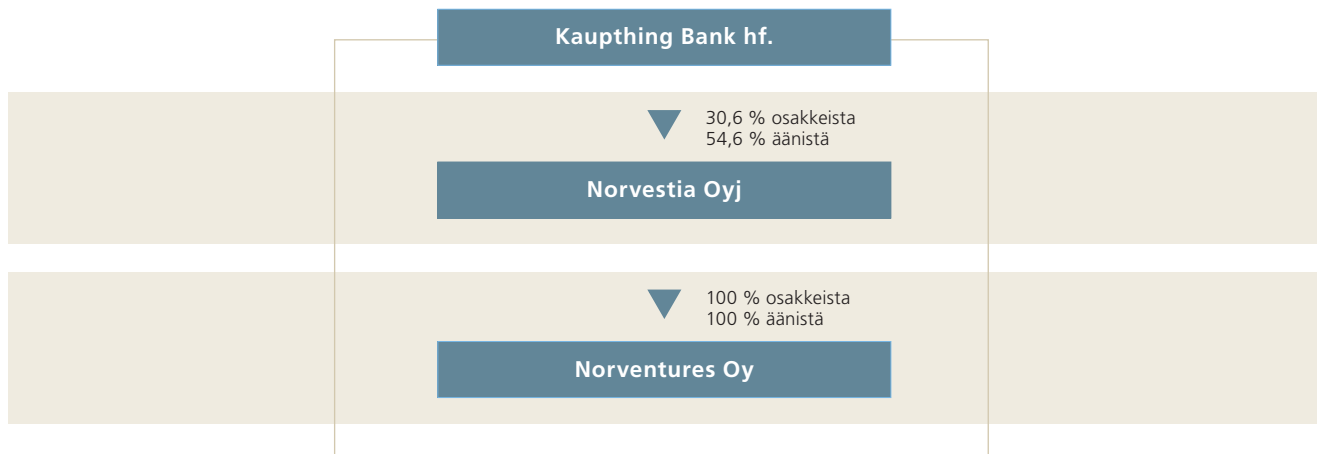 Kaupthing Bank hf.
30,6 % osakkeista
54,6 % äänistä
Norvestia Oyj
100 % osakkeista
100 % äänistä
Norventures Oy